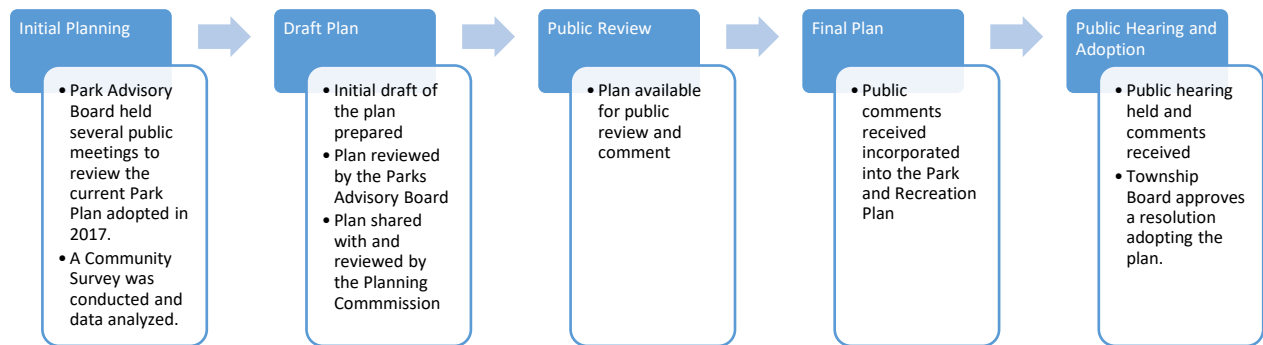 Initial Planning
• Park Advisory
Board held
several public
meetings to
review the
current Park
Plan adopted in
2017.
• A Community
Survey was
conducted and
data analyzed.
Draft Plan
• Initial draft of
the plan
prepared
• Plan reviewed
by the Parks
Advisory Board
• Plan shared
with and
reviewed by
the Planning
Commmission
Public Review
• Plan available
for public
review and
comment
Final Plan
• Public
comments
received
incorporated
into the Park
and Recreation
Plan
Public Hearing and
Adoption
• Public hearing
held and
comments
received
• Township
Board approves
a resolution
adopting the
plan.